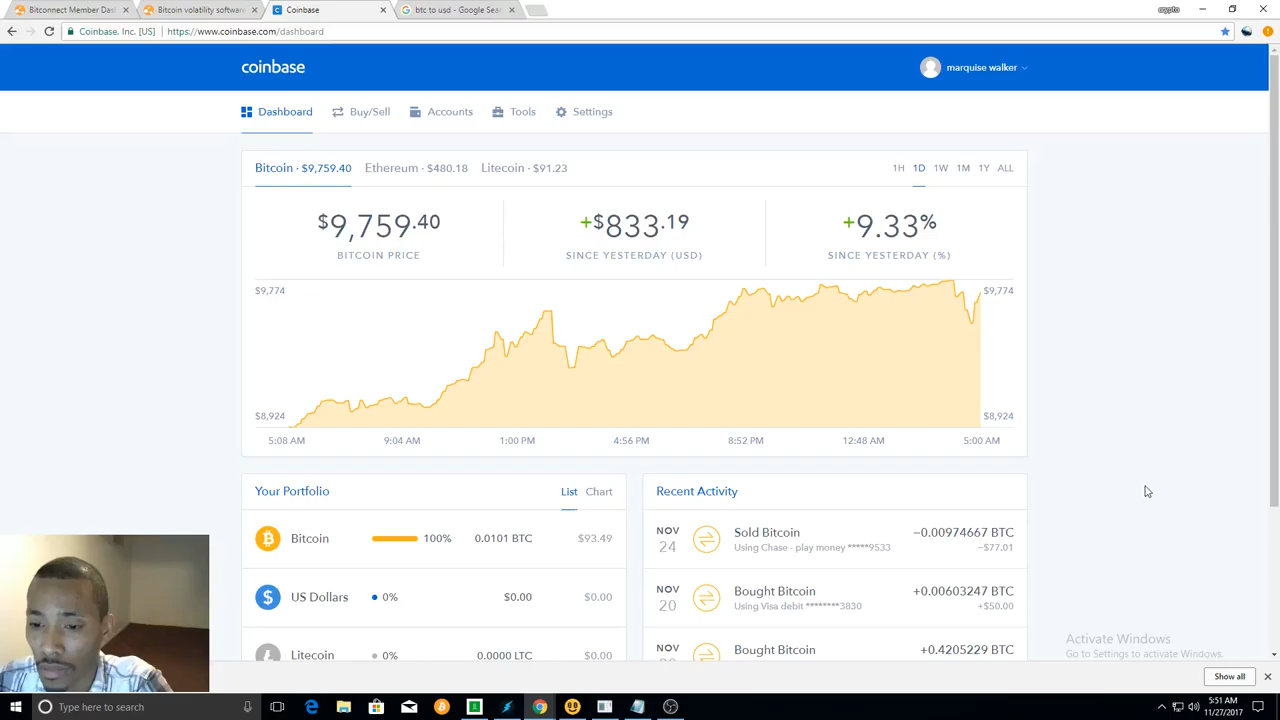 Bitconnect Member Das
Bitcoin volatility software
Coinbase
btc to usd - Google Sear
crypto
Coinbase, Inc. [US]
https://www.coinbase.com/dashboard
coinbase
marquise walker
Dashboard
Buy/Sell
Accounts
Tools
Settings
Bitcoin · $9,759.40
Ethereum · $480.18
Litecoin · $91.23
1H 1D 1W 1M 1Y ALL
$9,759.40
BITCOIN PRICE
+$833.19
SINCE YESTERDAY (USD)
+9.33%
SINCE YESTERDAY (%)
$9,774
$9,774
$8,924
$8,924
5:08 AM 9:04 AM 1:00 PM 4:56 PM 8:52 PM 12:48 AM 5:00 AM
Your Portfolio
List Chart
Bitcoin 100% 0.0101 BTC $93.49
US Dollars 0% $0.00 $0.00
Litecoin 0% 0.0000 LTC $0.00
Recent Activity
NOV 24
Sold Bitcoin −0.00974667 BTC
Using Chase - play money *****9533 −$77.01
NOV 20
Bought Bitcoin +0.00603247 BTC
Using Visa debit ********3830 +$50.00
NOV
Bought Bitcoin +0.4205229 BTC
Activate Windows
Go to Settings to activate Windows.
Show all
Type here to search
5:51 AM
11/27/2017